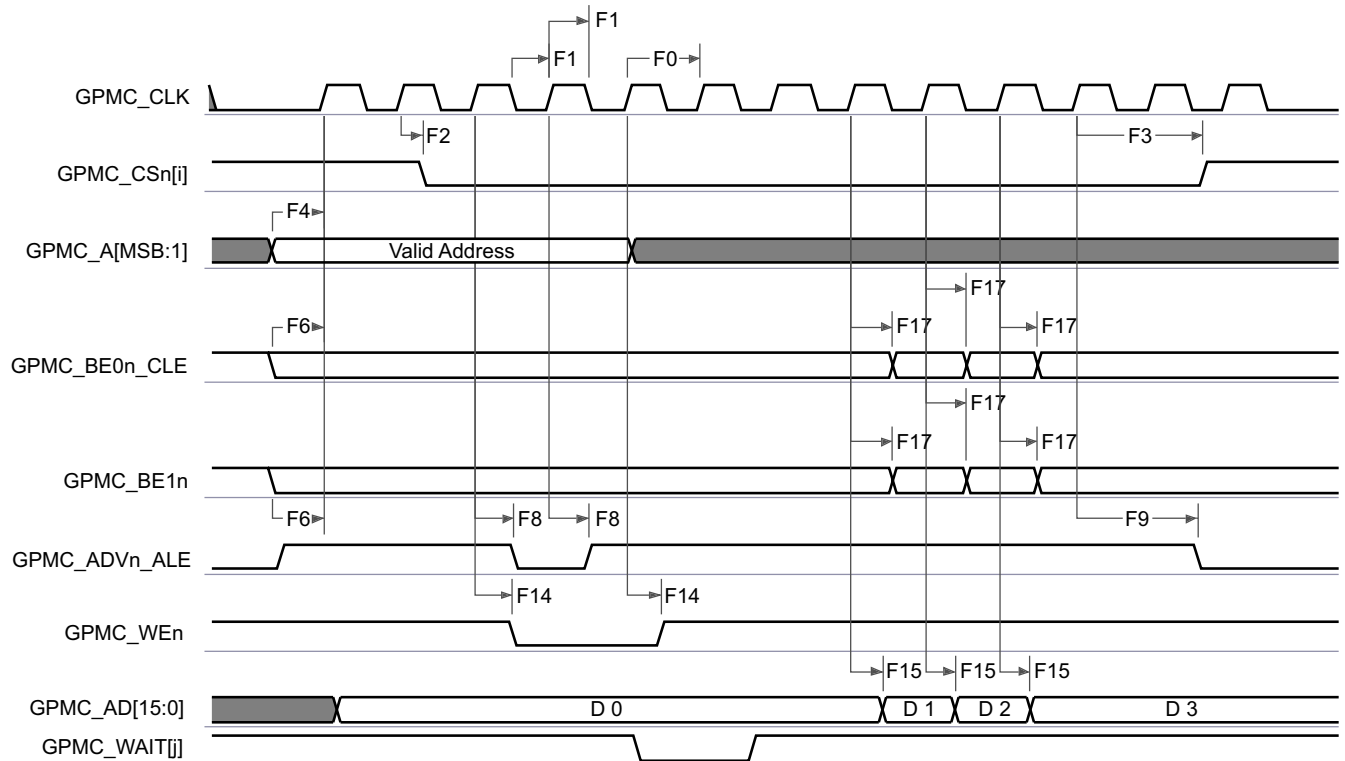 F1
F1
F0
GPMC_CLK
F2
F3
GPMC_CSn[i]
F4
GPMC_A[MSB:1]
Valid Address
F17
F6
F17
F17
GPMC_BE0n_CLE
F17
F17
F17
GPMC_BE1n
F6
F8
F8
F9
GPMC_ADVn_ALE
F14
F14
GPMC_WEn
F15
F15
F15
GPMC_AD[15:0]
D 0
D 1
D 2
D 3
GPMC_WAIT[j]